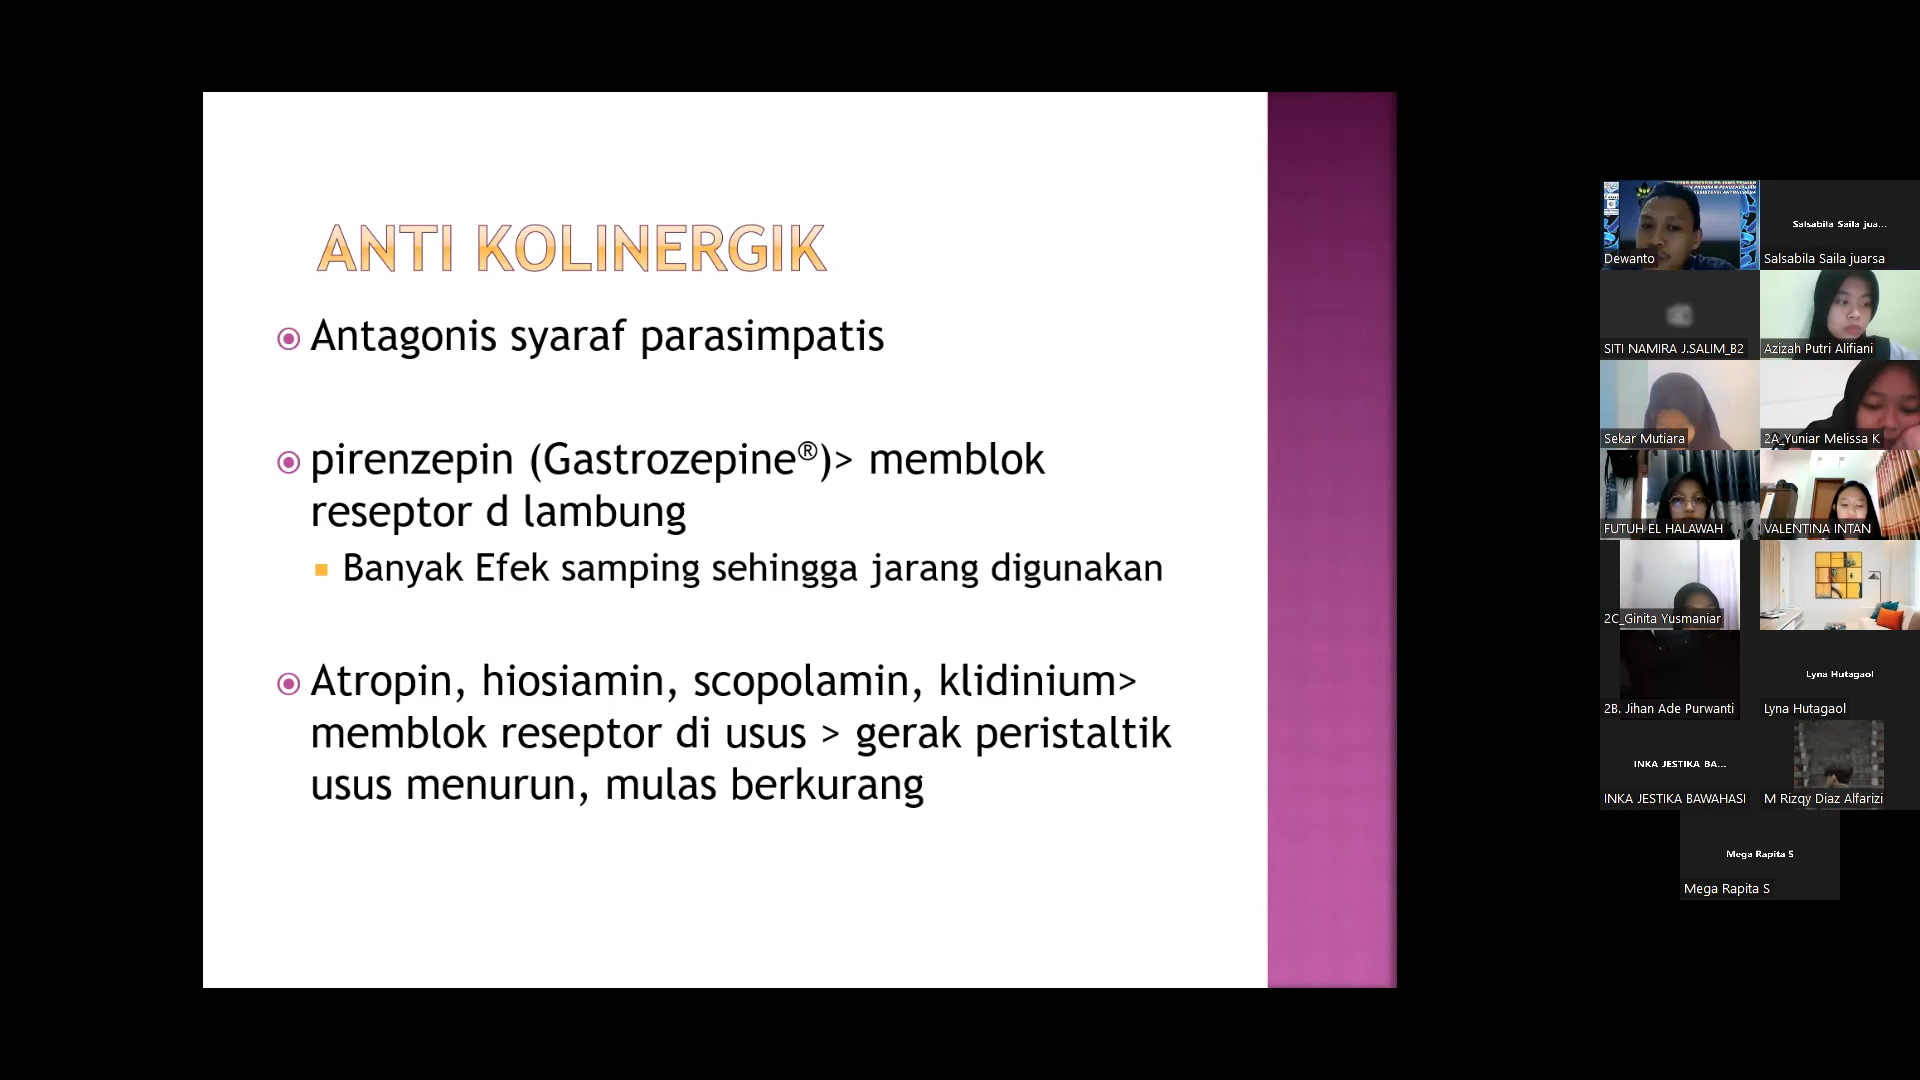 ANTI KOLINERGIK
Antagonis syaraf parasimpatis
pirenzepin (Gastrozepine®)> memblok
reseptor d lambung
Banyak Efek samping sehingga jarang digunakan
Atropin, hiosiamin, scopolamin, klidinium>
memblok reseptor di usus > gerak peristaltik
usus menurun, mulas berkurang
Dewanto
Salsabila Saila jua...
Salsabila Saila juarsa
SITI NAMIRA J.SALIM_B2
Azizah Putri Alifiani
Sekar Mutiara
2A_Yuniar Melissa K
FUTUH EL HALAWAH
VALENTINA INTAN
2C_Ginita Yusmaniar
2B. Jihan Ade Purwanti
Lyna Hutagaol
Lyna Hutagaol
INKA JESTIKA BA...
INKA JESTIKA BAWAHASI
M Rizqy Diaz Alfarizi
Mega Rapita S
Mega Rapita S